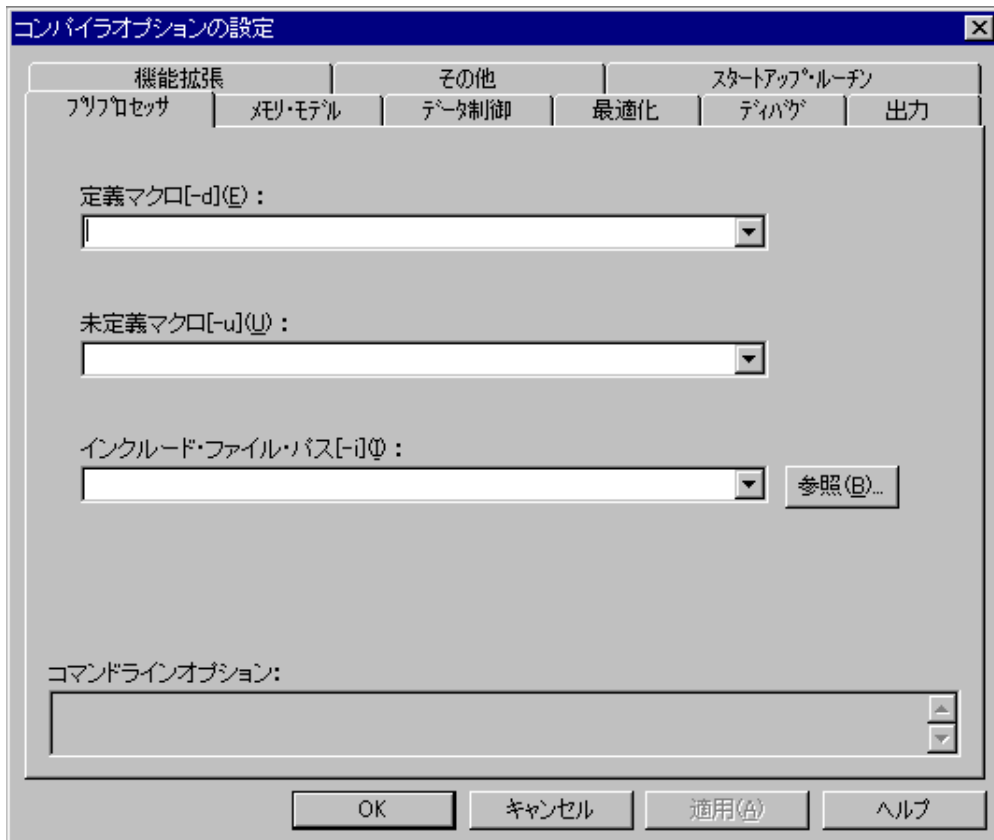 コンパイラオプションの設定
機能拡張 その他 スタートアップ・ルーチン
プリプロセッサ メモリ・モデル データ制御 最適化 ディバグ 出力
定義マクロ[-d](E)：
未定義マクロ[-u](U)：
インクルード・ファイル・パス[-i](I)：
参照(B)...
コマンドラインオプション:
OK キャンセル 適用(A) ヘルプ